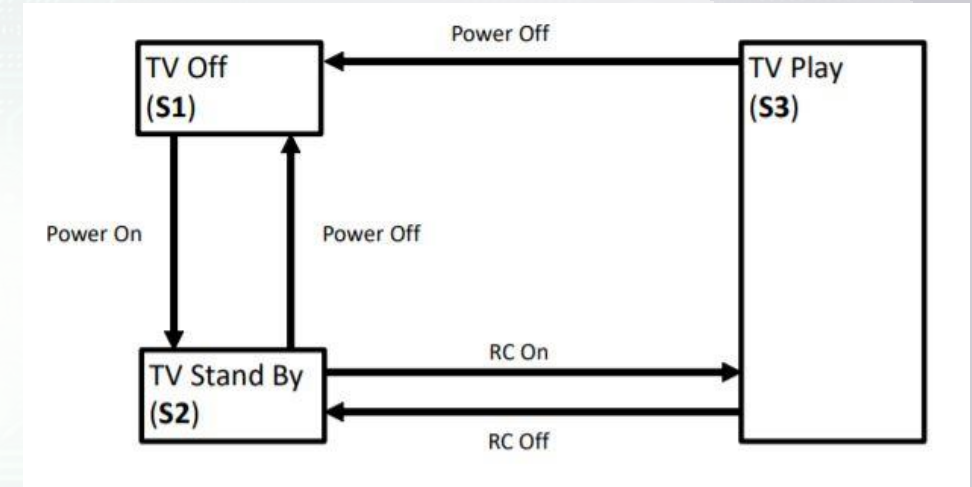 Power Off
TV Off
(S1)
TV Play
(S3)
Power On
Power Off
RC On
TV Stand By
(S2)
RC Off